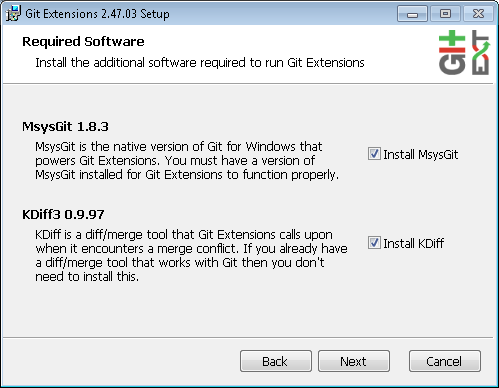 Git Extensions 2.47.03 Setup
Required Software
Install the additional software required to run Git Extensions
Git
EXT
MsysGit 1.8.3
MsysGit is the native version of Git for Windows that
powers Git Extensions. You must have a version of
MsysGit installed for Git Extensions to function properly.
Install MsysGit
KDiff3 0.9.97
KDiff is a diff/merge tool that Git Extensions calls upon
when it encounters a merge conflict. If you already have
a diff/merge tool that works with Git then you don't
need to install this.
Install KDiff
Back
Next
Cancel